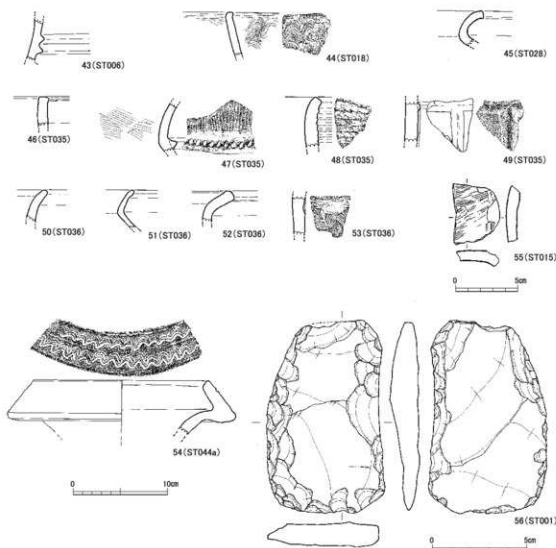 43(ST006)
44(ST018)
45(ST028)
46(ST035)
47(ST035)
48(ST035)
49(ST035)
50(ST036)
51(ST036)
52(ST036)
53(ST036)
55(ST015)
0 5cm
54(ST044a)
0 10cm
56(ST001)
0 5cm